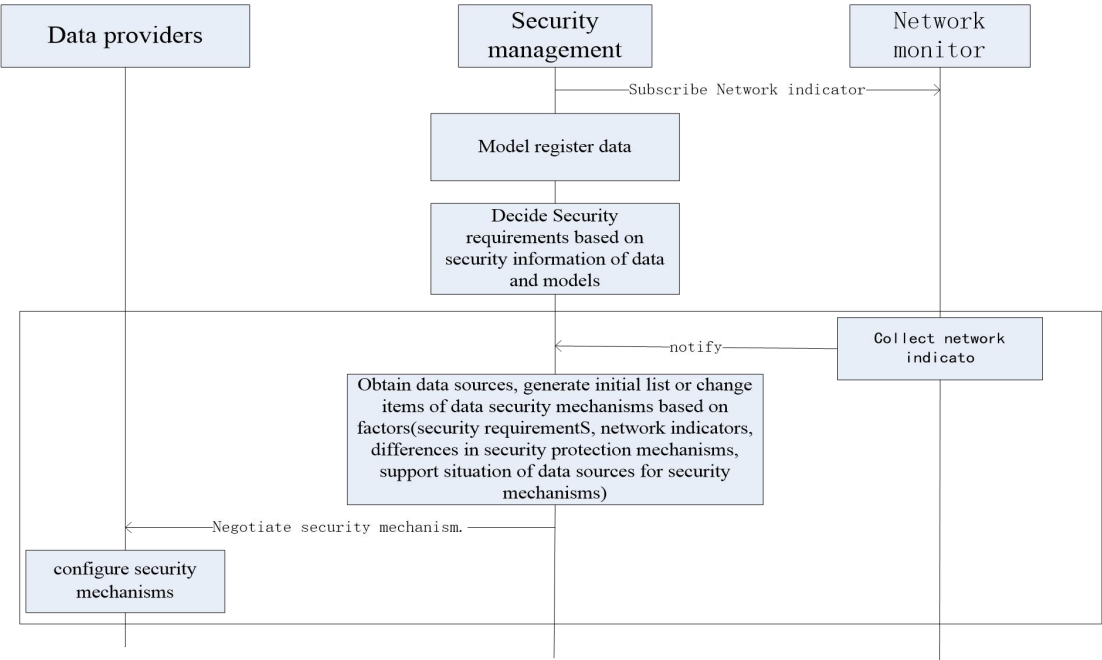 Data providers
Security
management
Network
monitor
Subscribe Network indicator
Model register data
Decide Security
requirements based on
security information of data
and models
Collect network
indicato
notify
Obtain data sources, generate initial list or change
items of data security mechanisms based on
factors(security requirementS, network indicators,
differences in security protection mechanisms,
support situation of data sources for security
mechanisms)
Negotiate security mechanism.
configure security
mechanisms